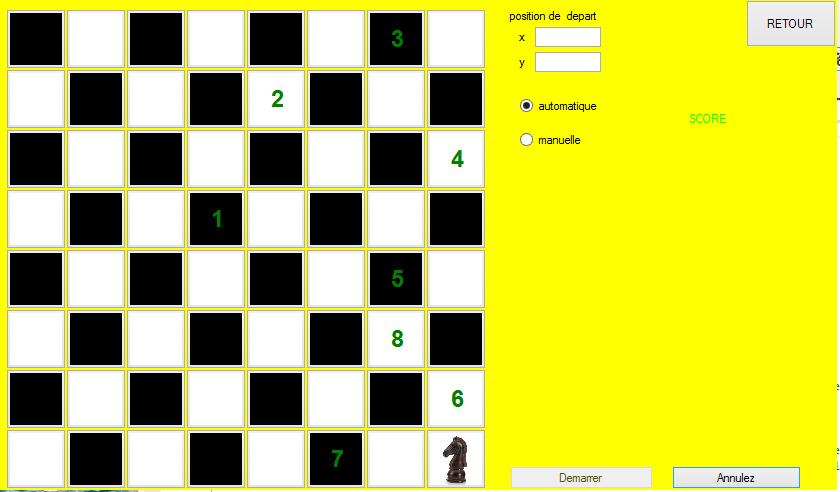 3
2
4
1
5
8
6
7
position de depart
x
y
automatique
manuelle
SCORE
RETOUR
Demarrer
Annulez